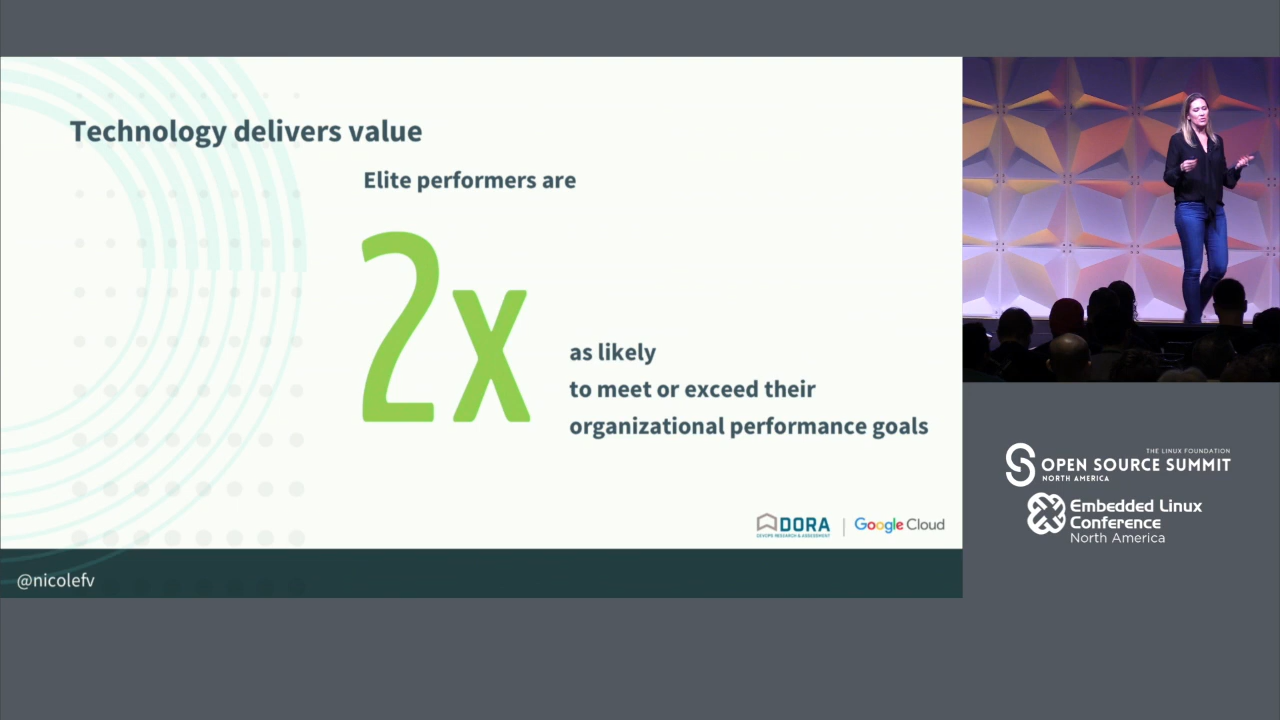 Technology delivers value
Elite performers are
2x
as likely
to meet or exceed their
organizational performance goals
DORA
DEVOPS RESEARCH & ASSESSMENT
Google Cloud
@nicolefv
THE LINUX FOUNDATION
OPEN SOURCE SUMMIT
NORTH AMERICA
Embedded Linux
Conference
North America